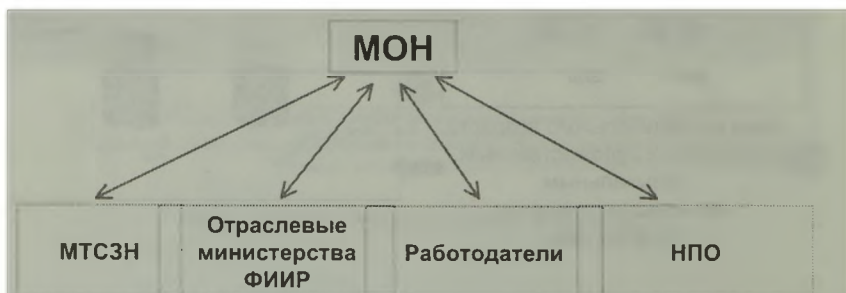 МОН
МТСЗН
Отраслевые
министерства
ФИИР
Работодатели
НПО